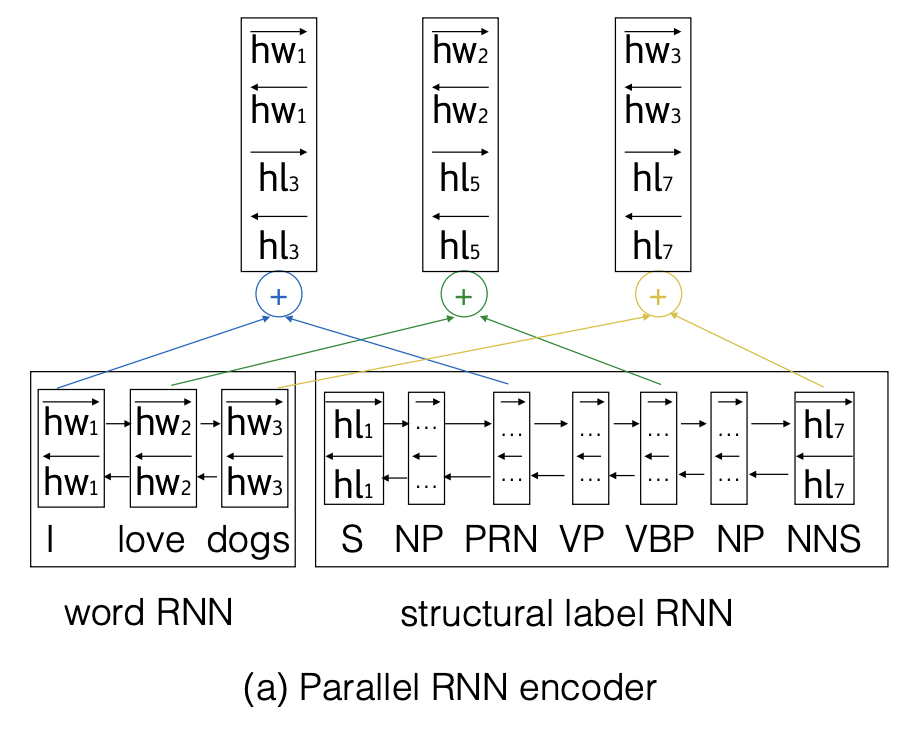 hw1 hw2 hw3
hw1 hw2 hw3
hl3 hl5 hl7
hl3 hl5 hl7
+ + +
hw1 hw2 hw3 hl1 ... ... ... ... ... hl7
hw1 hw2 hw3 hl1 ... ... ... ... ... hl7
I love dogs S NP PRN VP VBP NP NNS
word RNN structural label RNN
(a) Parallel RNN encoder